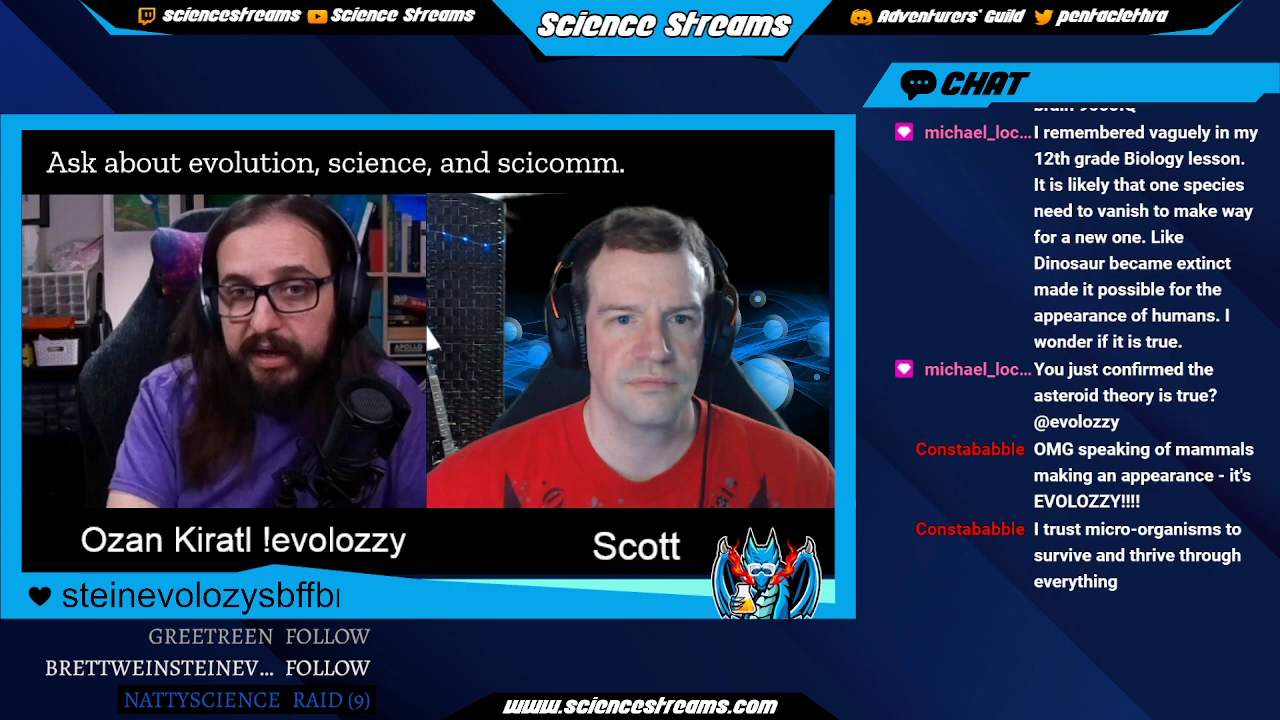 sciencestreams Science Streams
Science Streams
Adventurers' Guild pentaclethra
CHAT
michael_loc... I remembered vaguely in my
12th grade Biology lesson.
It is likely that one species
need to vanish to make way
for a new one. Like
Dinosaur became extinct
made it possible for the
appearance of humans. I
wonder if it is true.
michael_loc... You just confirmed the
asteroid theory is true?
@evolozzy
Constababble OMG speaking of mammals
making an appearance - it's
EVOLOZZY!!!!
Constababble I trust micro-organisms to
survive and thrive through
everything
Ask about evolution, science, and scicomm.
APOLLO
Ozan Kiratl !evolozzy
Scott
steinevolozysbffbr
GREETREEN FOLLOW
BRETTWEINSTEINEV... FOLLOW
NATTYSCIENCE RAID (9)
www.sciencestreams.com